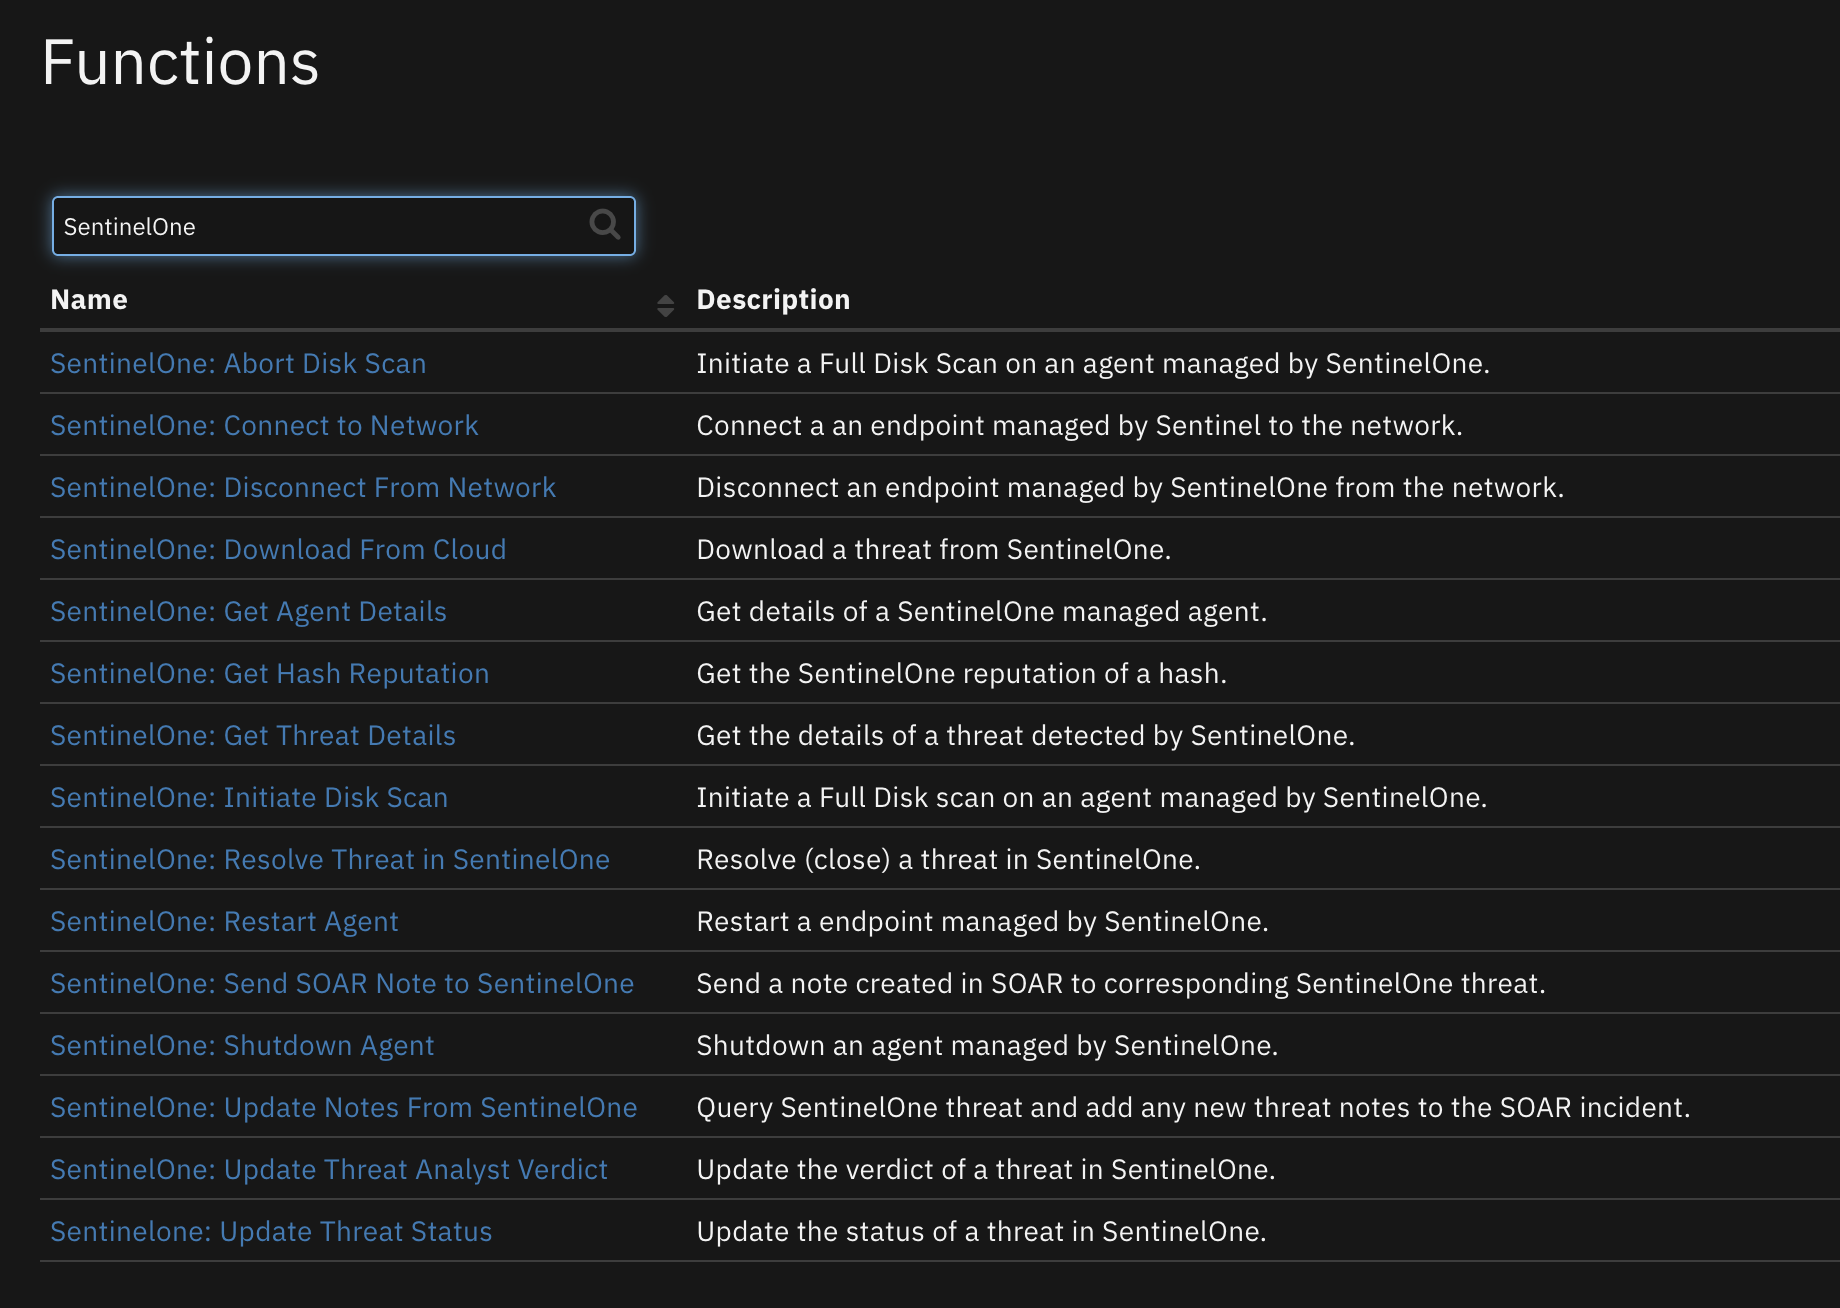 Functions
SentinelOne
Name Description
SentinelOne: Abort Disk Scan Initiate a Full Disk Scan on an agent managed by SentinelOne.
SentinelOne: Connect to Network Connect a an endpoint managed by Sentinel to the network.
SentinelOne: Disconnect From Network Disconnect an endpoint managed by SentinelOne from the network.
SentinelOne: Download From Cloud Download a threat from SentinelOne.
SentinelOne: Get Agent Details Get details of a SentinelOne managed agent.
SentinelOne: Get Hash Reputation Get the SentinelOne reputation of a hash.
SentinelOne: Get Threat Details Get the details of a threat detected by SentinelOne.
SentinelOne: Initiate Disk Scan Initiate a Full Disk scan on an agent managed by SentinelOne.
SentinelOne: Resolve Threat in SentinelOne Resolve (close) a threat in SentinelOne.
SentinelOne: Restart Agent Restart a endpoint managed by SentinelOne.
SentinelOne: Send SOAR Note to SentinelOne Send a note created in SOAR to corresponding SentinelOne threat.
SentinelOne: Shutdown Agent Shutdown an agent managed by SentinelOne.
SentinelOne: Update Notes From SentinelOne Query SentinelOne threat and add any new threat notes to the SOAR incident.
SentinelOne: Update Threat Analyst Verdict Update the verdict of a threat in SentinelOne.
Sentinelone: Update Threat Status Update the status of a threat in SentinelOne.